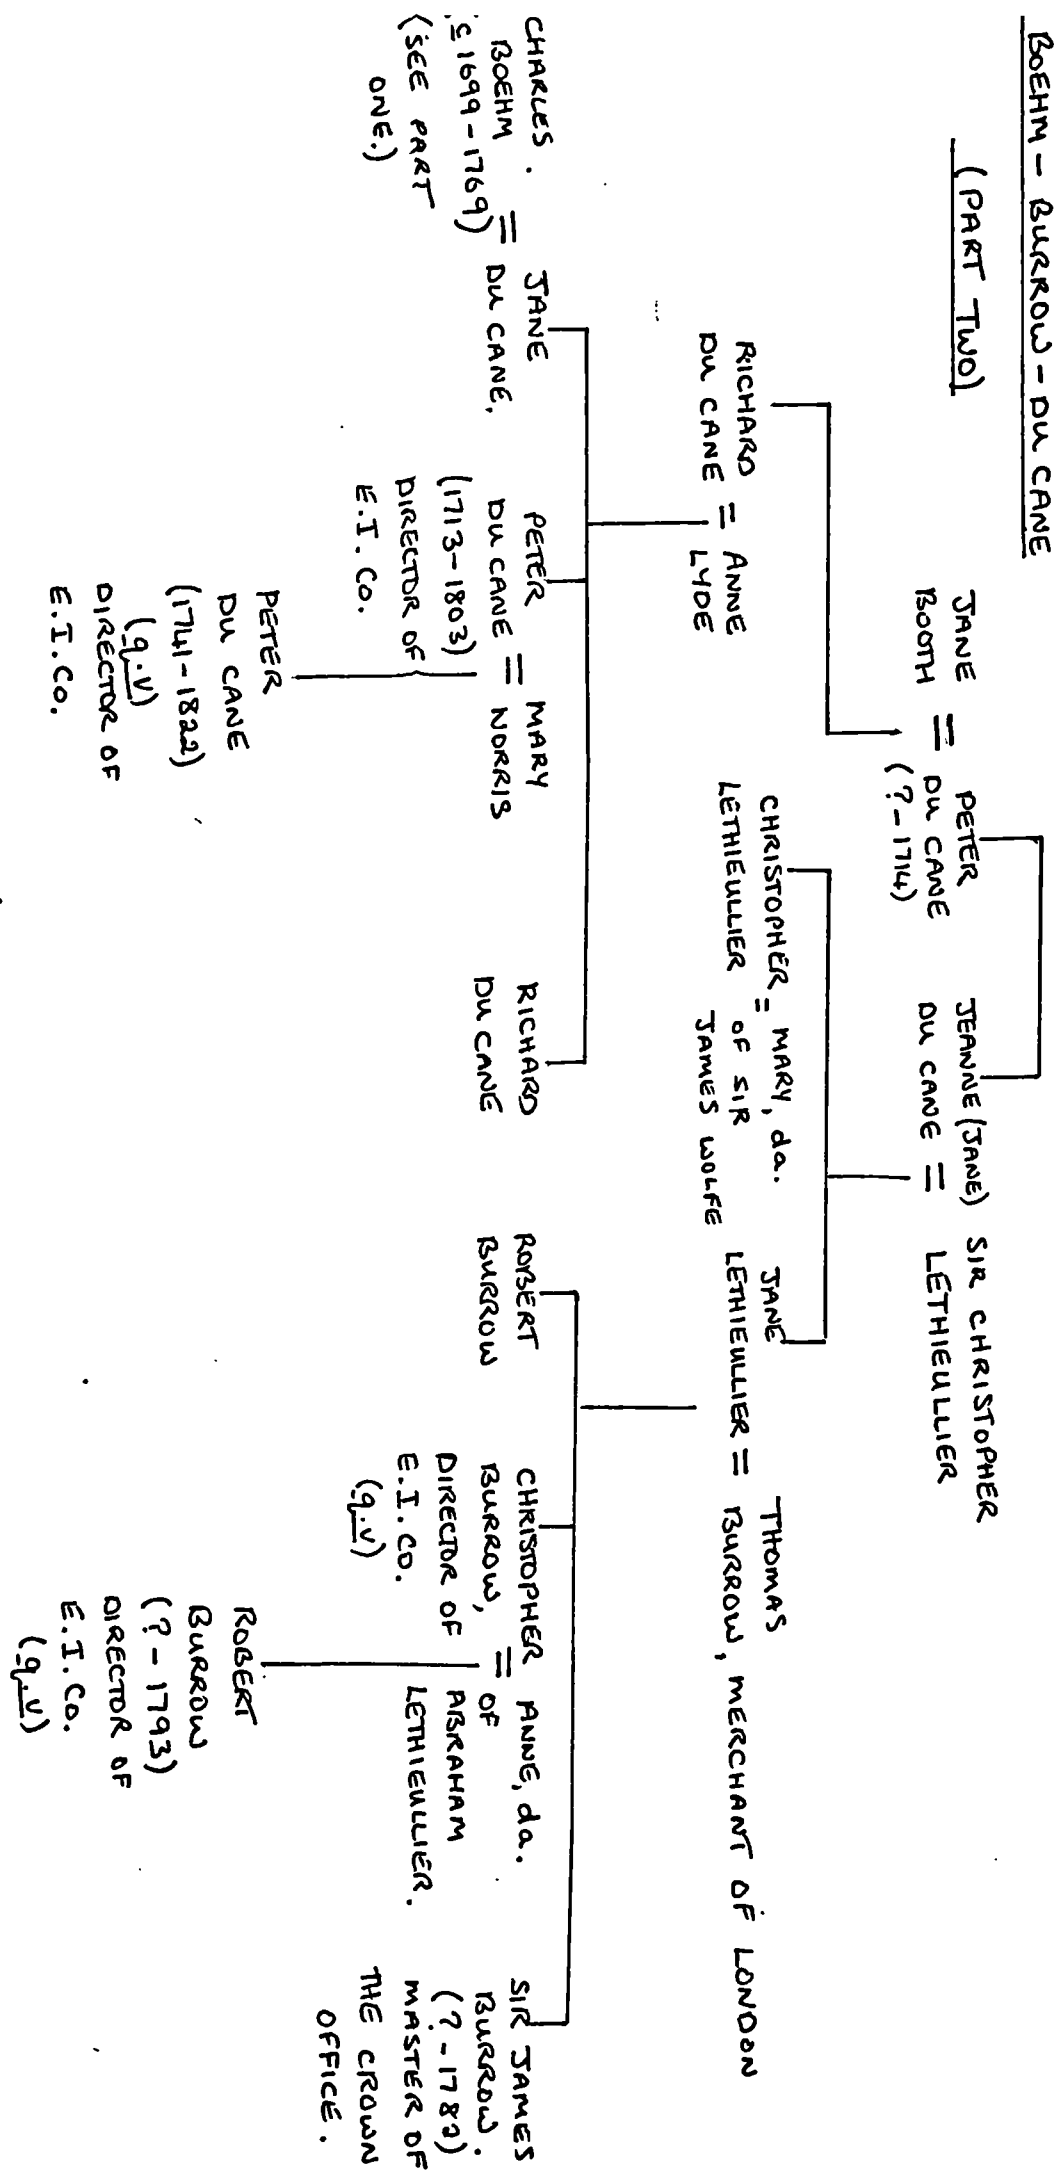 BOEHM - BURROW - DU CANE
(PART TWO)
JANE
BOOTH =
PETER
DU CANE
(?-1714)
JEANNE (JANE)
DU CANE =
SIR CHRISTOPHER
LETHIEULLIER
RICHARD
DU CANE =
ANNE
LYDE
CHRISTOPHER =
LETHIEULLIER
MARY, da.
OF SIR
JAMES WOLFE
JANE
LETHIEULLIER =
THOMAS
BURROW, MERCHANT OF LONDON
CHARLES.
BOEHM
c 1699-1769) =
(SEE PART
ONE.)
JANE
DU CANE.
PETER
DU CANE =
(1713-1803)
DIRECTOR OF
E.I.Co.
MARY
NORRIS
RICHARD
DU CANE
ROBERT
BURROW
CHRISTOPHER
BURROW, =
DIRECTOR OF
E.I.Co.
(q.v)
ANNE, da.
OF
ABRAHAM
LETHIEULLIER.
SIR JAMES
BURROW.
(?-1782)
MASTER OF
THE CROWN
OFFICE.
PETER
DU CANE
(1741-1822)
(q.v)
DIRECTOR OF
E.I.Co.
ROBERT
BURROW
(?-1793)
DIRECTOR OF
E.I.Co.
(q.v)